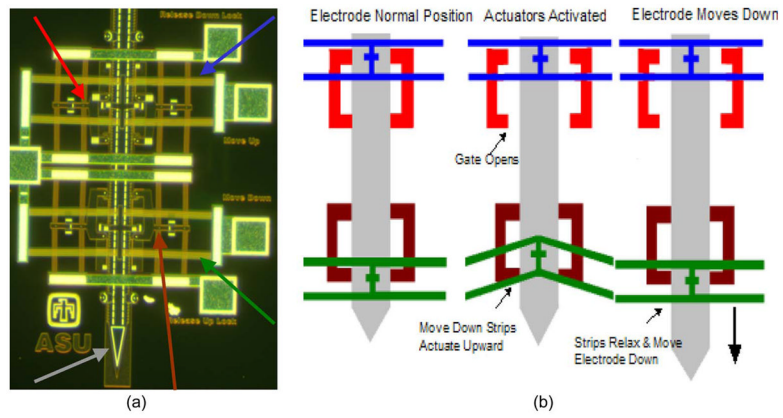 Release Down Lock
Move Up
Move Down
Release Up Lock
ASU
(a)
Electrode Normal Position
Actuators Activated
Electrode Moves Down
Gate Opens
Move Down Strips
Actuate Upward
Strips Relax & Move
Electrode Down
(b)